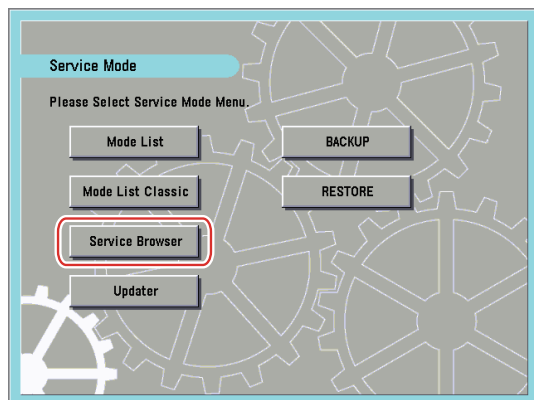 Service Mode
Please Select Service Mode Menu.
Mode List
BACKUP
Mode List Classic
RESTORE
Service Browser
Updater